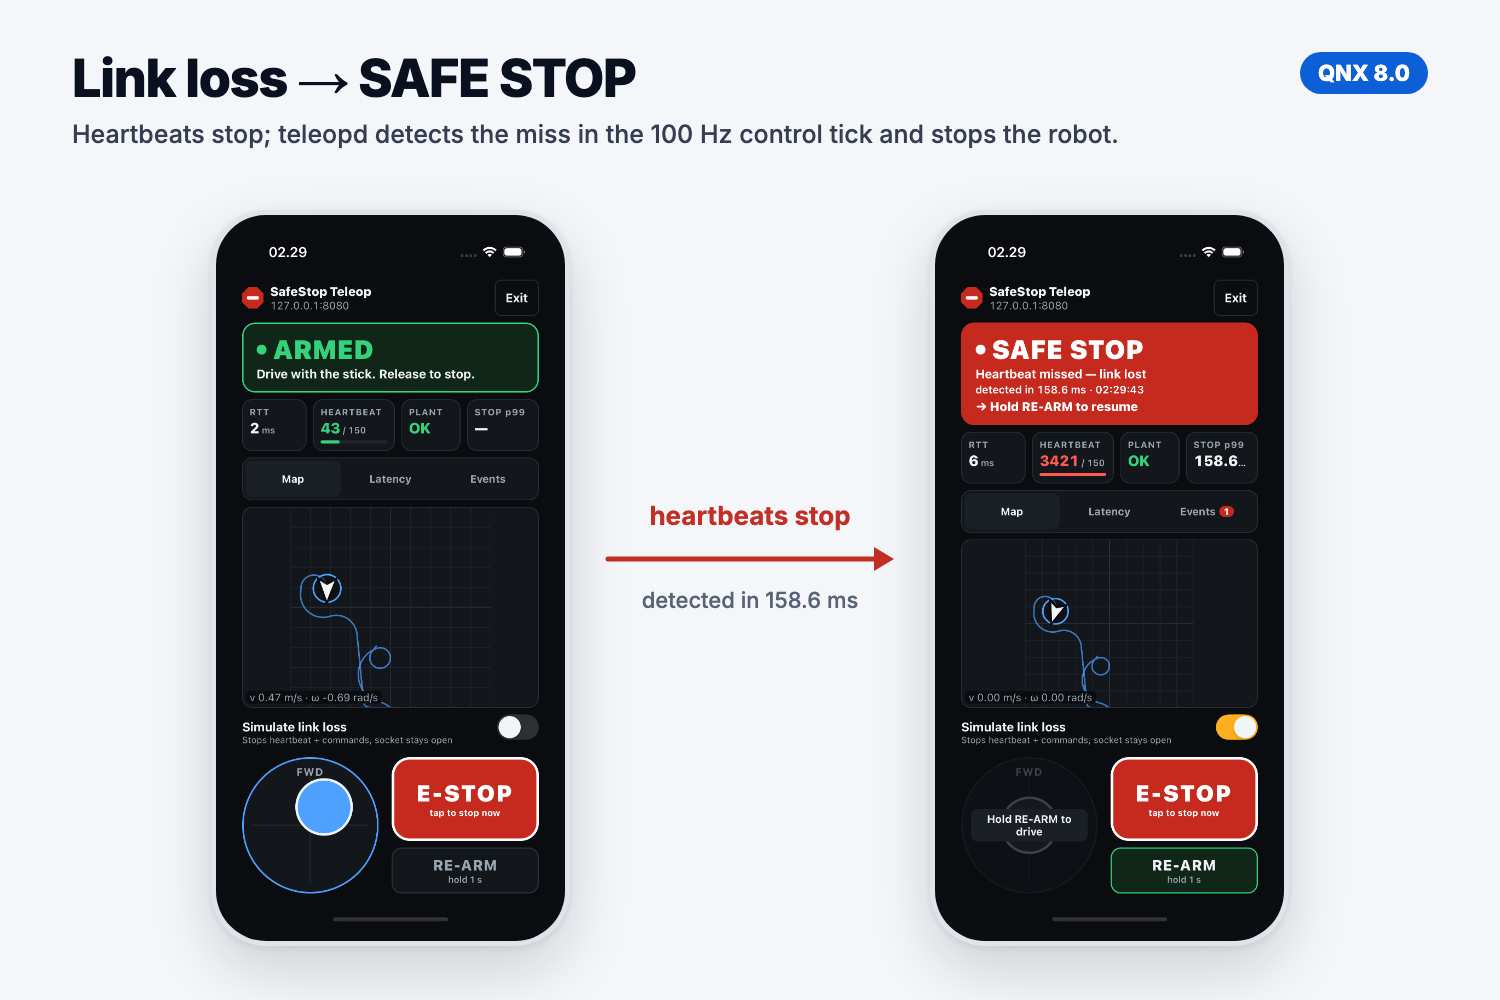 Link loss → SAFE STOP
QNX 8.0
Heartbeats stop; teleopd detects the miss in the 100 Hz control tick and stops the robot.
02.29
SafeStop Teleop
127.0.0.1:8080
Exit
• ARMED
Drive with the stick. Release to stop.
RTT
2 ms
HEARTBEAT
43 / 150
PLANT
OK
STOP p99
—
Map
Latency
Events
v 0.47 m/s · ω -0.69 rad/s
Simulate link loss
Stops heartbeat + commands, socket stays open
FWD
E-STOP
tap to stop now
RE-ARM
hold 1 s
heartbeats stop
detected in 158.6 ms
02.29
SafeStop Teleop
127.0.0.1:8080
Exit
• SAFE STOP
Heartbeat missed — link lost
detected in 158.6 ms · 02:29:43
→ Hold RE-ARM to resume
RTT
6 ms
HEARTBEAT
3421 / 150
PLANT
OK
STOP p99
158.6...
Map
Latency
Events 1
v 0.00 m/s · ω 0.00 rad/s
Simulate link loss
Stops heartbeat + commands, socket stays open
FWD
Hold RE-ARM to
drive
E-STOP
tap to stop now
RE-ARM
hold 1 s